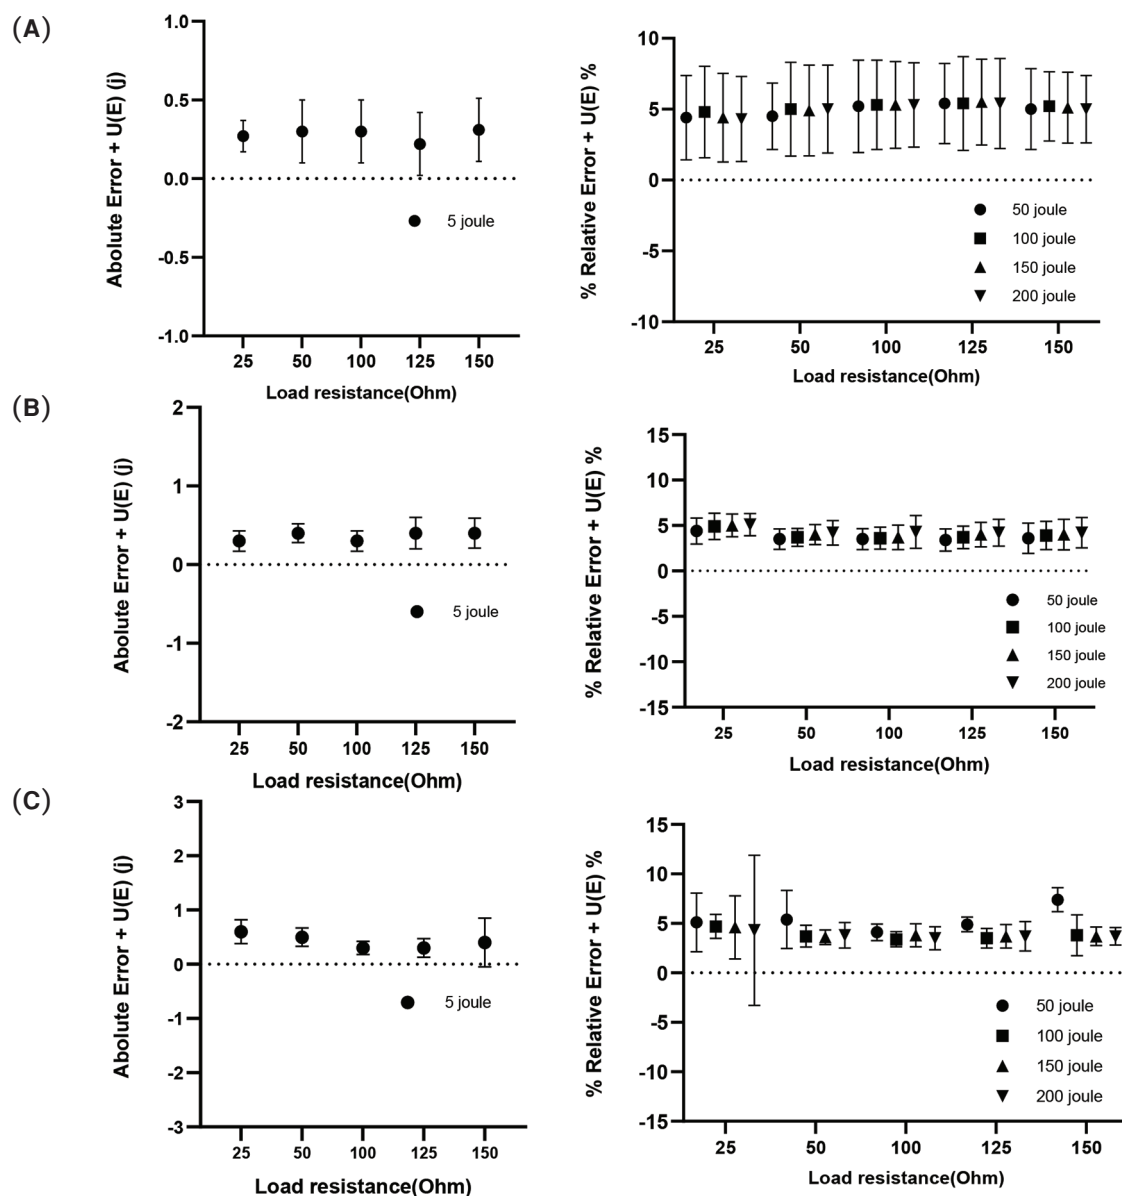 (A)
Abolute Error + U(E) (j)
1.0
0.5
0.0
-0.5
-1.0
5 joule
25 50 100 125 150
Load resistance(Ohm)
% Relative Error + U(E) %
10
5
0
-5
-10
50 joule
100 joule
150 joule
200 joule
25 50 100 125 150
Load resistance(Ohm)
(B)
Abolute Error + U(E) (j)
2
1
0
-1
-2
5 joule
25 50 100 125 150
Load resistance(Ohm)
% Relative Error + U(E) %
15
10
5
0
-5
-10
-15
50 joule
100 joule
150 joule
200 joule
25 50 100 125 150
Load resistance(Ohm)
(C)
Abolute Error + U(E) (j)
3
2
1
0
-1
-2
-3
5 joule
25 50 100 125 150
Load resistance(Ohm)
% Relative Error + U(E) %
15
10
5
0
-5
-10
-15
50 joule
100 joule
150 joule
200 joule
25 50 100 125 150
Load resistance(Ohm)